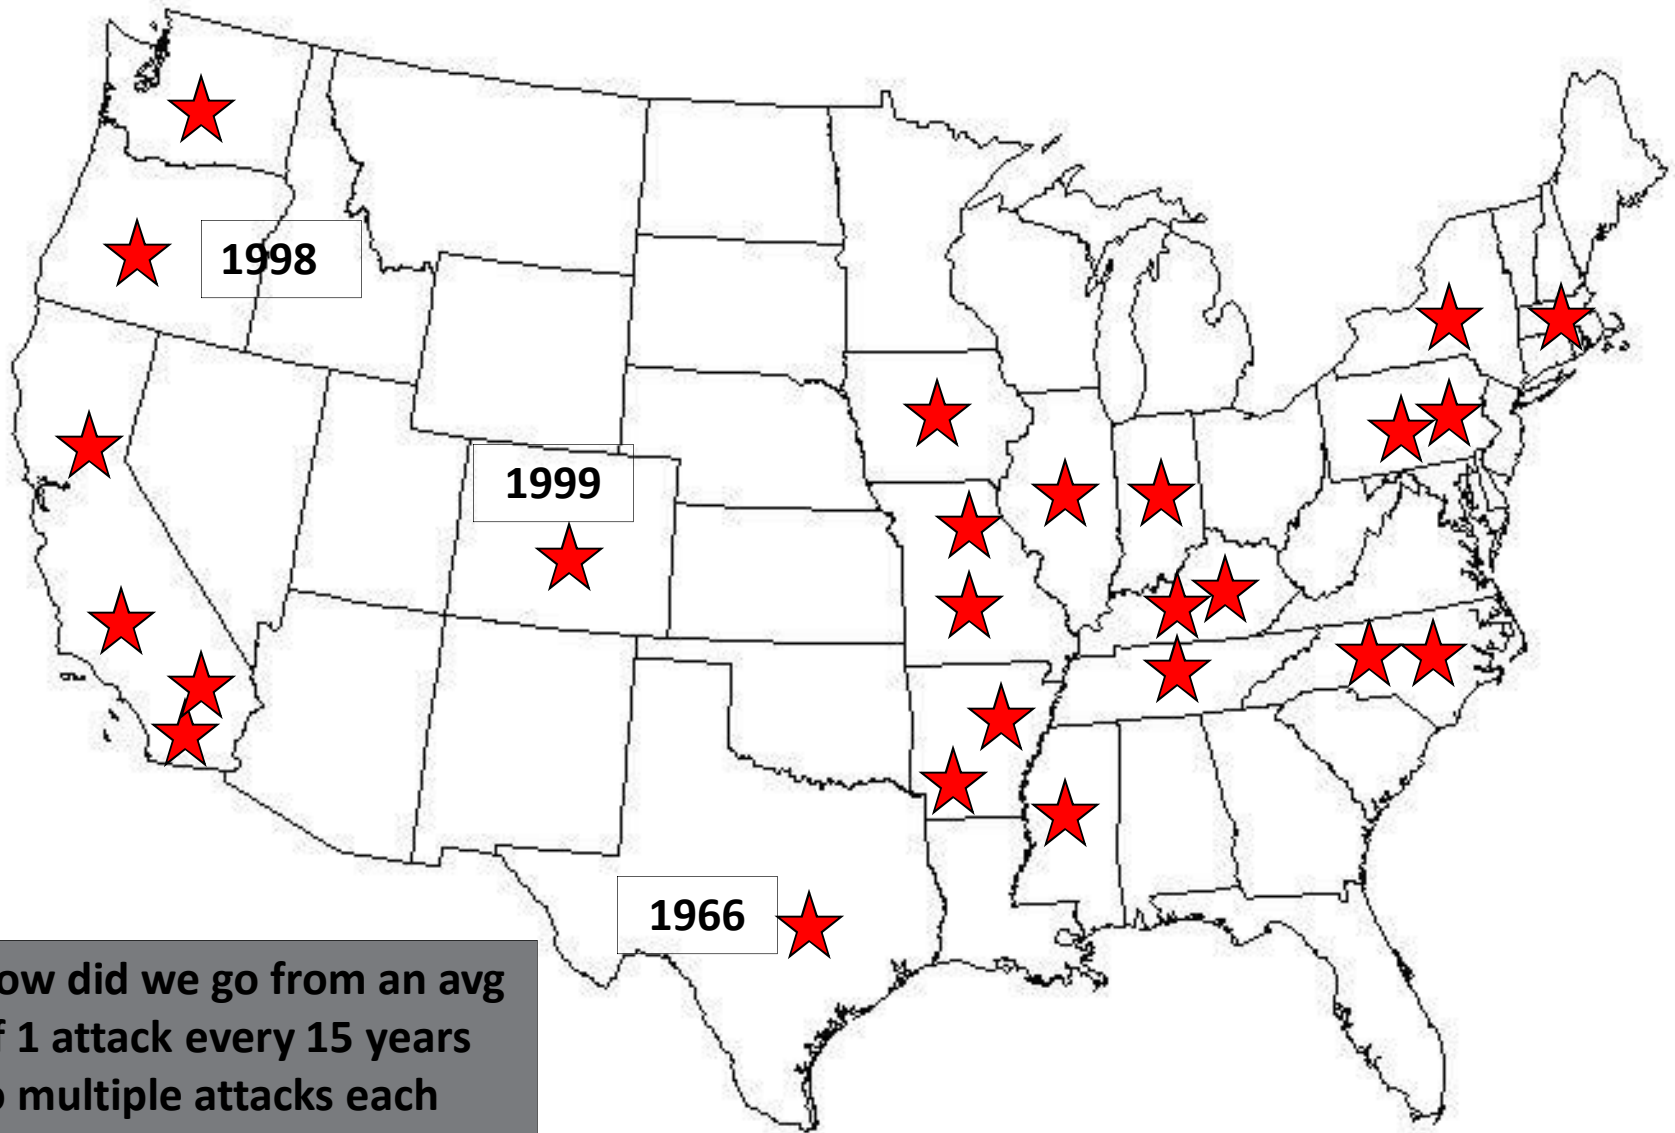 1998
1999
1966
ow did we go from an avg
f 1 attack every 15 years
o multiple attacks each